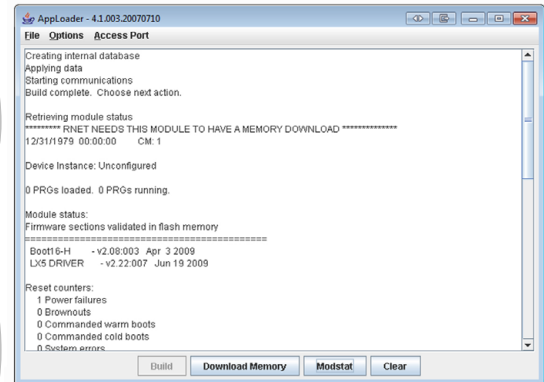 AppLoader - 4.1.003.20070710
File Options Access Port
Creating internal database
Applying data
Starting communications
Build complete. Choose next action.
Retrieving module status
********* RNET NEEDS THIS MODULE TO HAVE A MEMORY DOWNLOAD **************
12/31/1979 00:00:00 CM: 1
Device Instance: Unconfigured
0 PRGs loaded. 0 PRGs running.
Module status:
Firmware sections validated in flash memory
============================================
Boot16-H - v2.08:003 Apr 3 2009
LX5 DRIVER - v2.22:007 Jun 19 2009
Reset counters:
1 Power failures
0 Brownouts
0 Commanded warm boots
0 Commanded cold boots
0 System errors
Build Download Memory Modstat Clear